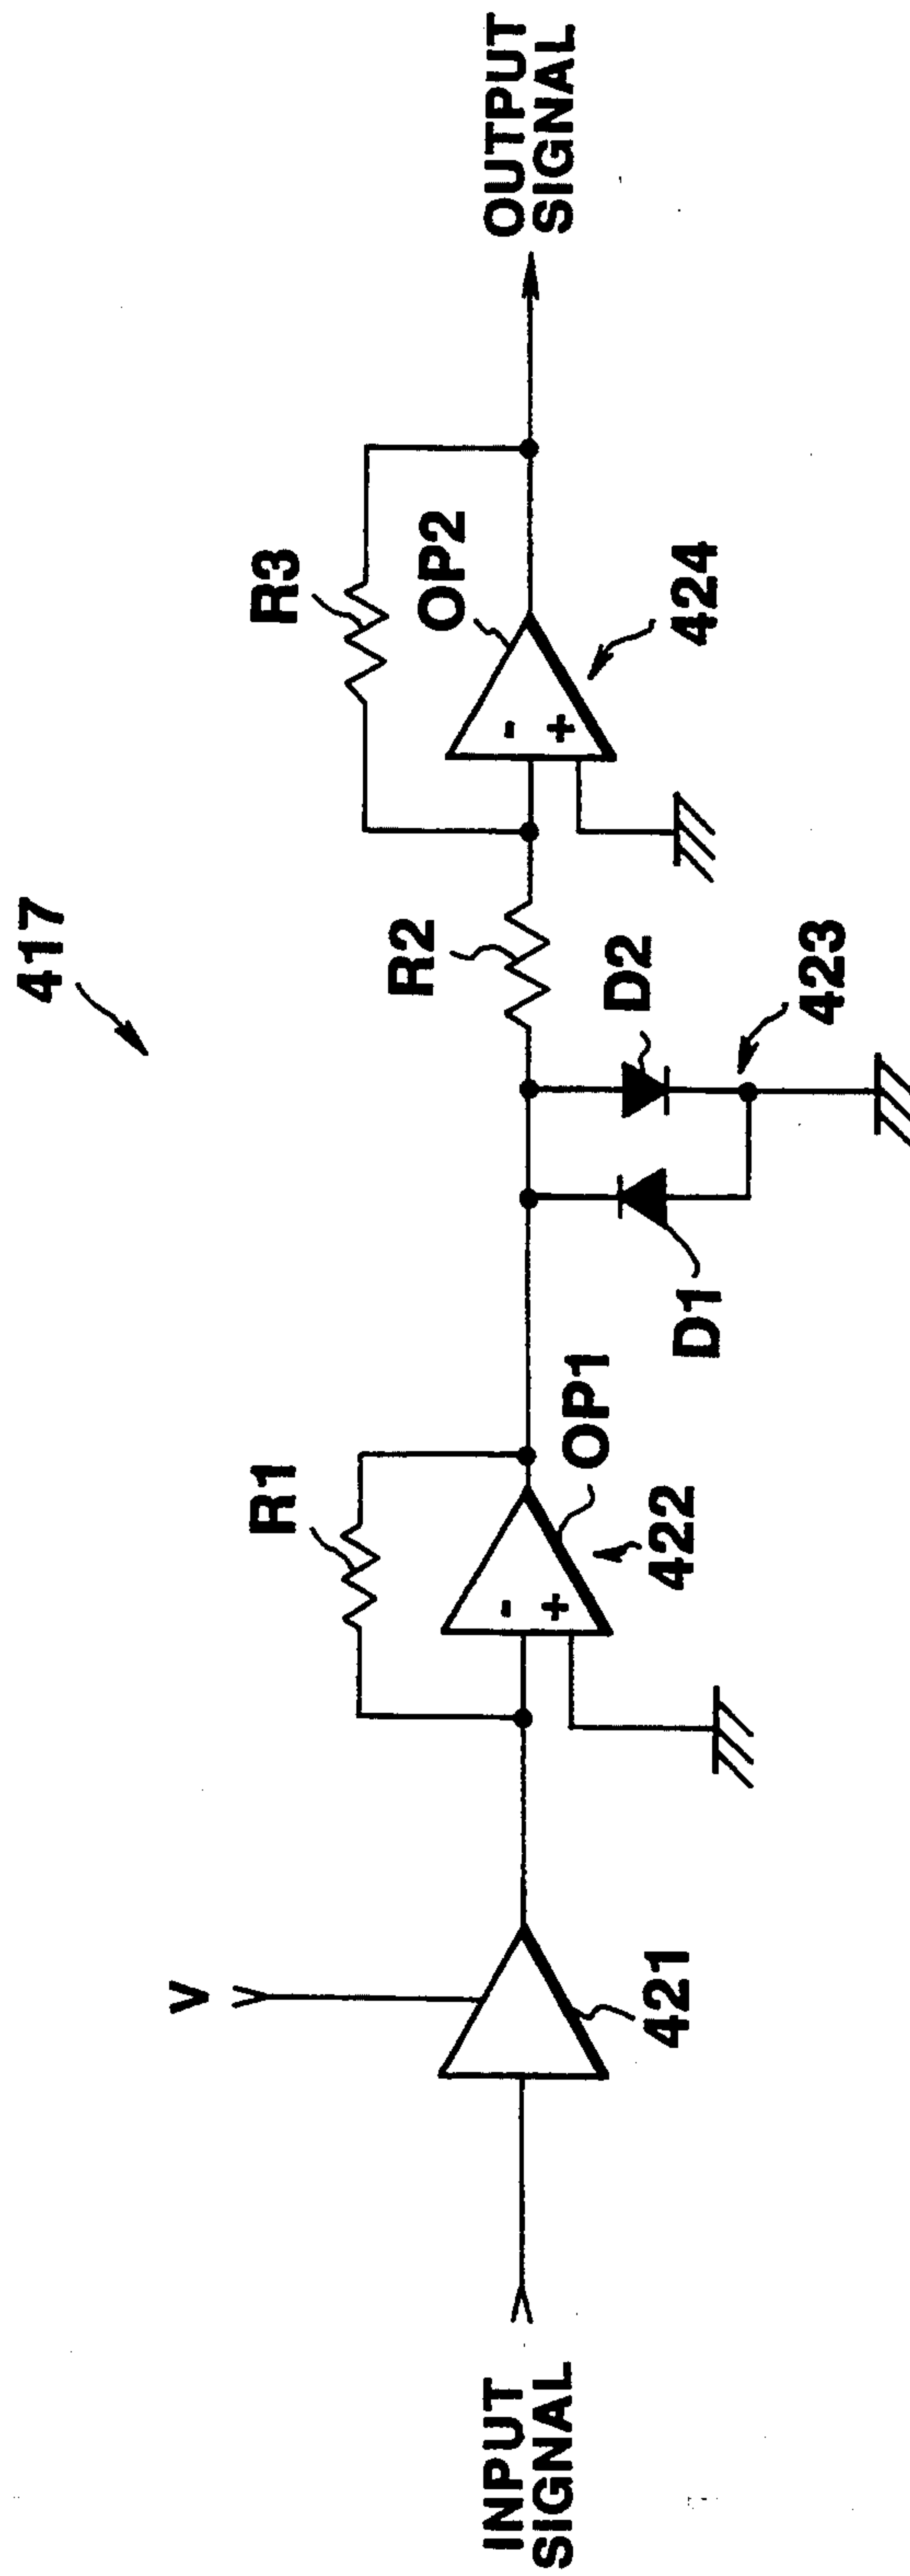 417
INPUT
SIGNAL
V
421
R1
-
+
OP1
422
D1
D2
423
R2
R3
-
+
OP2
424
OUTPUT
SIGNAL